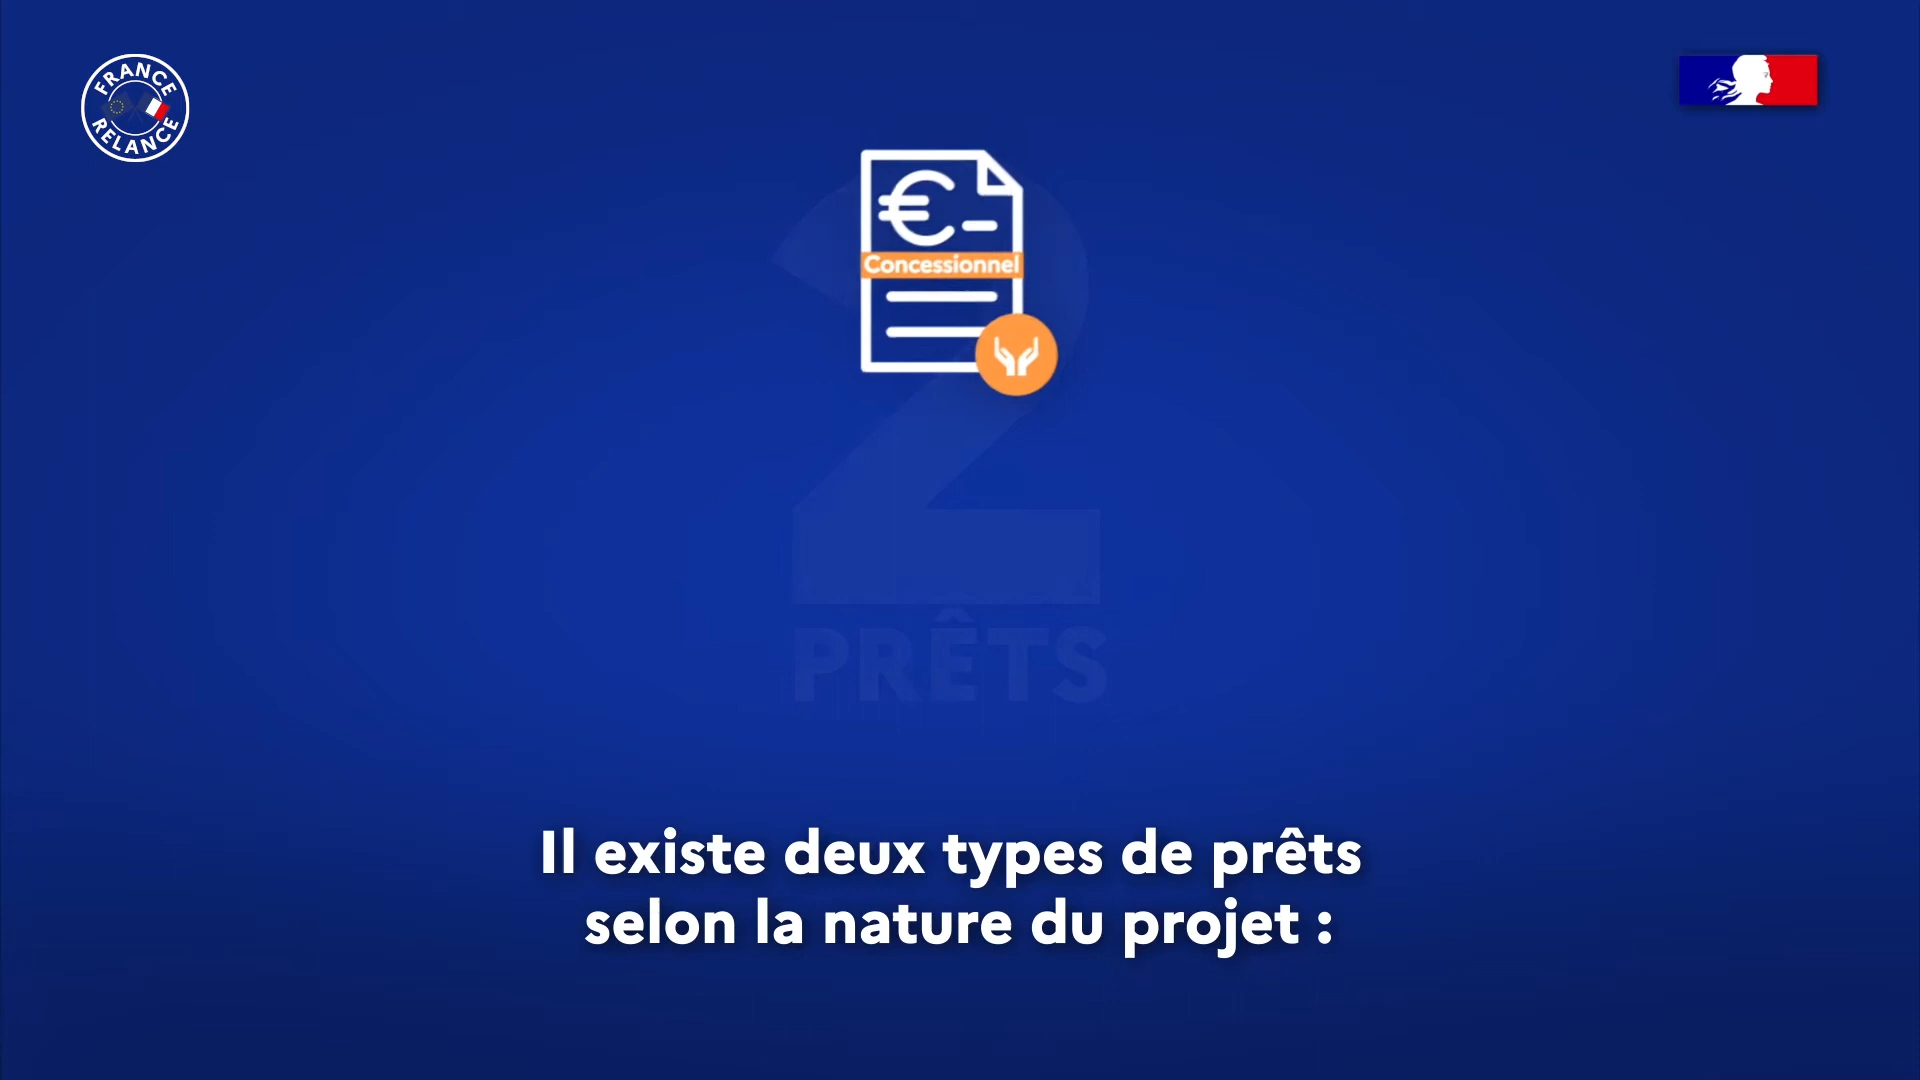 FRANCE
RELANCE
€
Concessionnel
2
PRÊTS
Il existe deux types de prêts
selon la nature du projet :